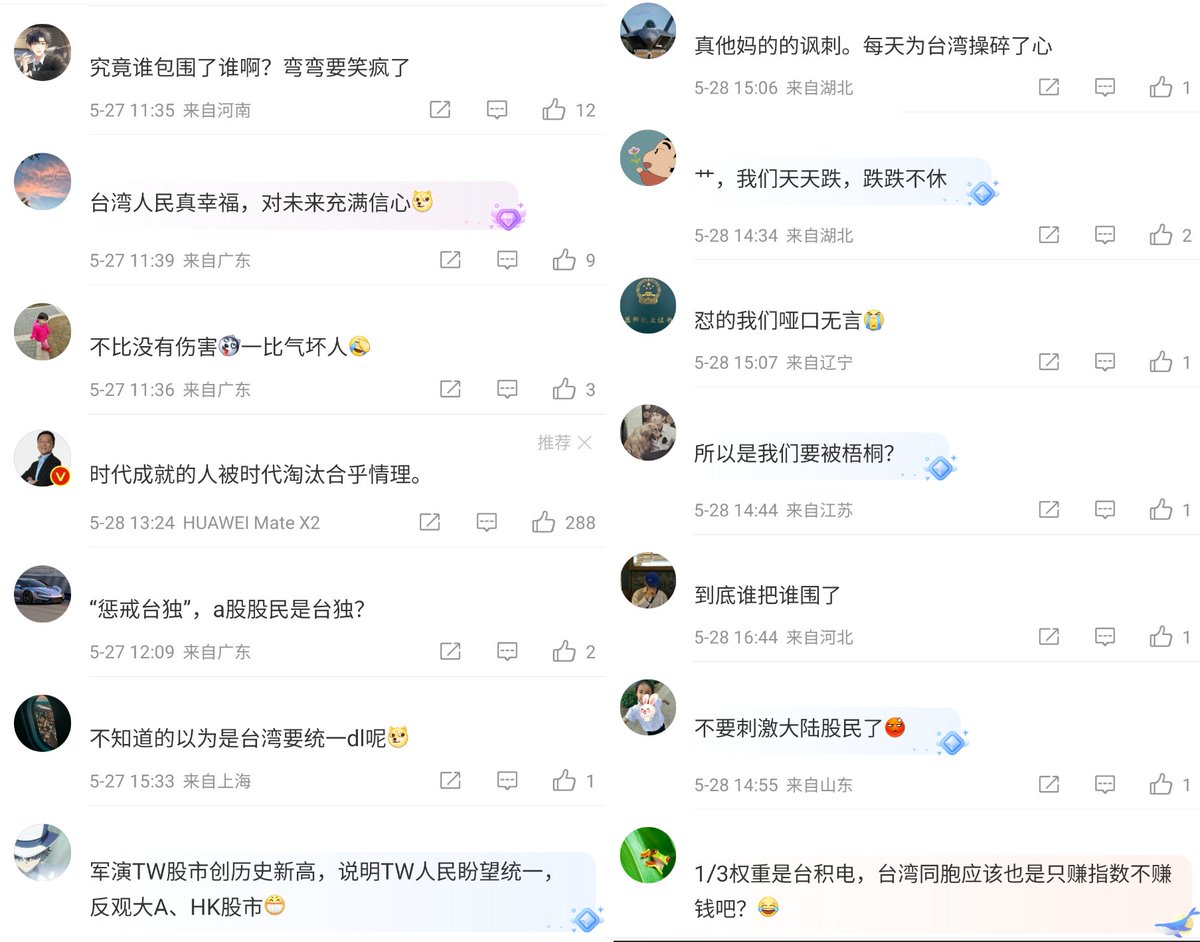 究竟谁包围了谁啊？弯弯要笑疯了
5-27 11:35 来自河南
12
台湾人民真幸福，对未来充满信心
5-27 11:39 来自广东
9
不比没有伤害一比气坏人
5-27 11:36 来自广东
3
推荐
时代成就的人被时代淘汰合乎情理。
5-28 13:24 HUAWEI Mate X2
288
“惩戒台独”，a股股民是台独？
5-27 12:09 来自广东
2
不知道的以为是台湾要统一dl呢
5-27 15:33 来自上海
1
军演TW股市创历史新高，说明TW人民盼望统一，
反观大A、HK股市
真他妈的的讽刺。每天为台湾操碎了心
5-28 15:06 来自湖北
1
艹，我们天天跌，跌跌不休
5-28 14:34 来自湖北
2
怼的我们哑口无言
5-28 15:07 来自辽宁
1
所以是我们要被梧桐？
5-28 14:44 来自江苏
1
到底谁把谁围了
5-28 16:44 来自河北
1
不要刺激大陆股民了
5-28 14:55 来自山东
1
1/3权重是台积电，台湾同胞应该也是只赚指数不赚
钱吧？